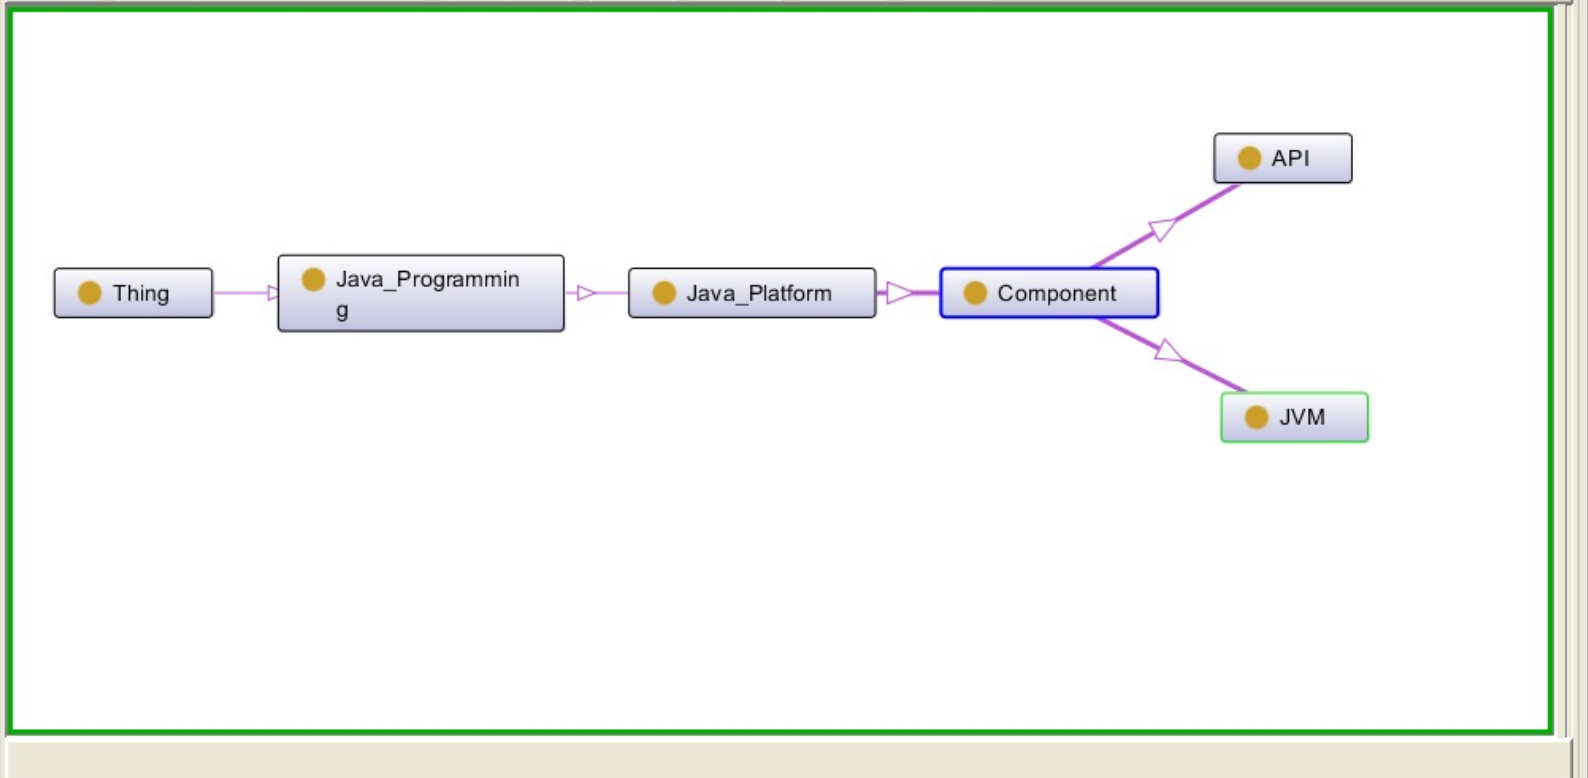 API
Thing
Java_Programmin
g
Java_Platform
Component
JVM